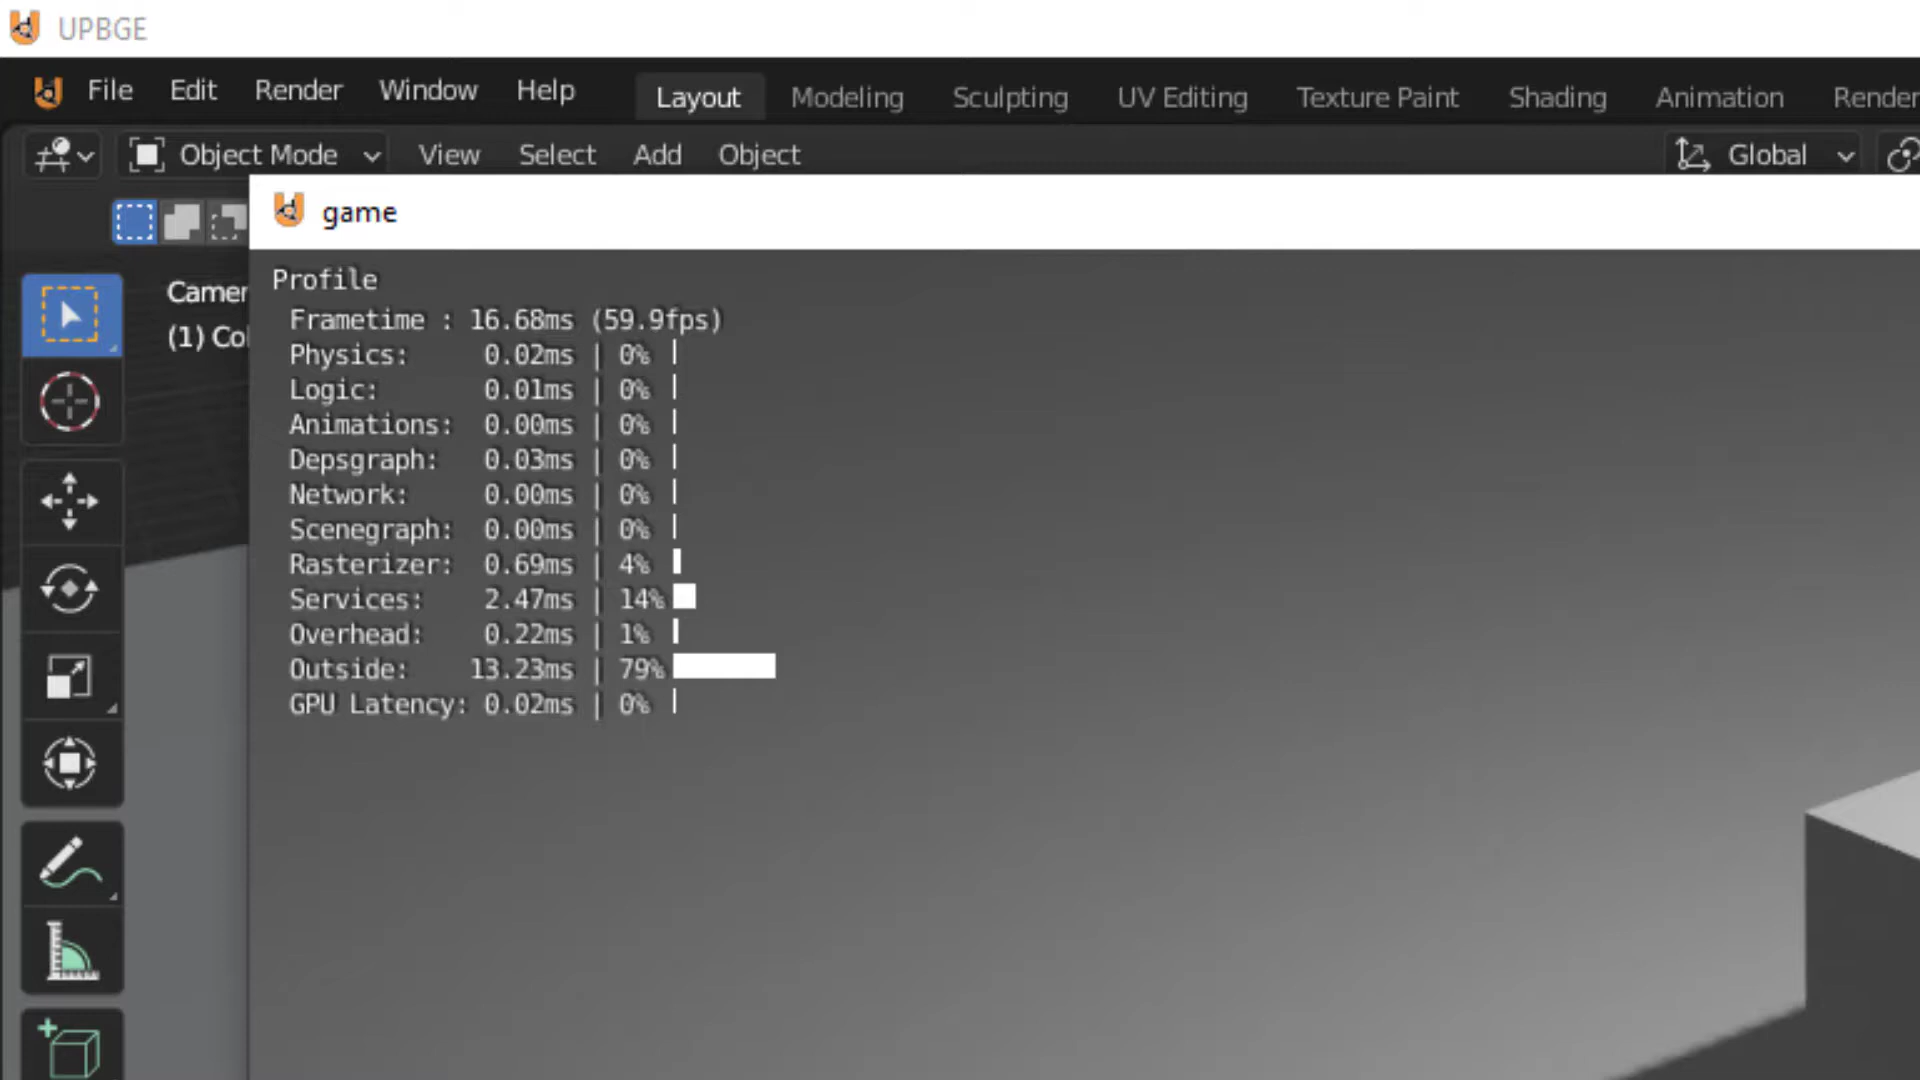 UPBGE
File Edit Render Window Help Layout Modeling Sculpting UV Editing Texture Paint Shading Animation Render
Object Mode View Select Add Object Global
game
Camer
(1) Col
Profile
Frametime : 16.68ms (59.9fps)
Physics: 0.02ms | 0%
Logic: 0.01ms | 0%
Animations: 0.00ms | 0%
Depsgraph: 0.03ms | 0%
Network: 0.00ms | 0%
Scenegraph: 0.00ms | 0%
Rasterizer: 0.69ms | 4%
Services: 2.47ms | 14%
Overhead: 0.22ms | 1%
Outside: 13.23ms | 79%
GPU Latency: 0.02ms | 0%